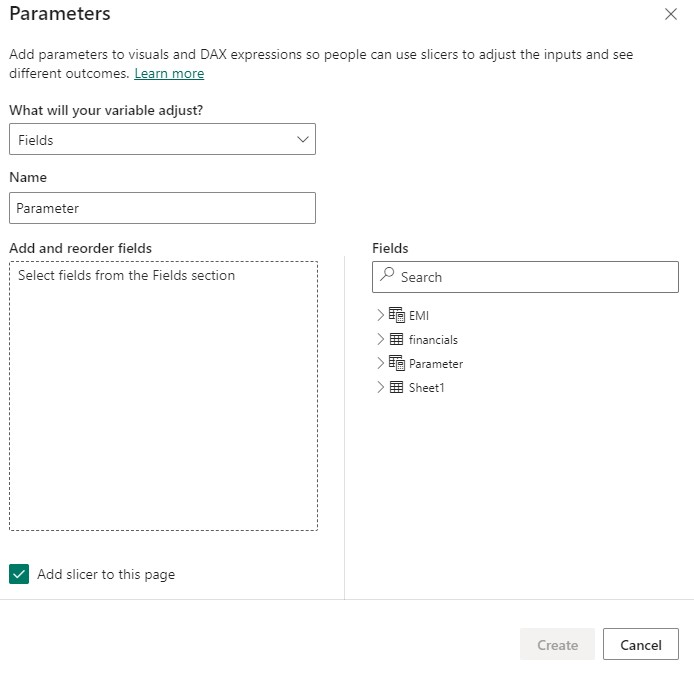 Parameters
Add parameters to visuals and DAX expressions so people can use slicers to adjust the inputs and see
different outcomes. Learn more
What will your variable adjust?
Fields
Name
Parameter
Add and reorder fields
Select fields from the Fields section
Fields
Search
EMI
financials
Parameter
Sheet1
Add slicer to this page
Create
Cancel